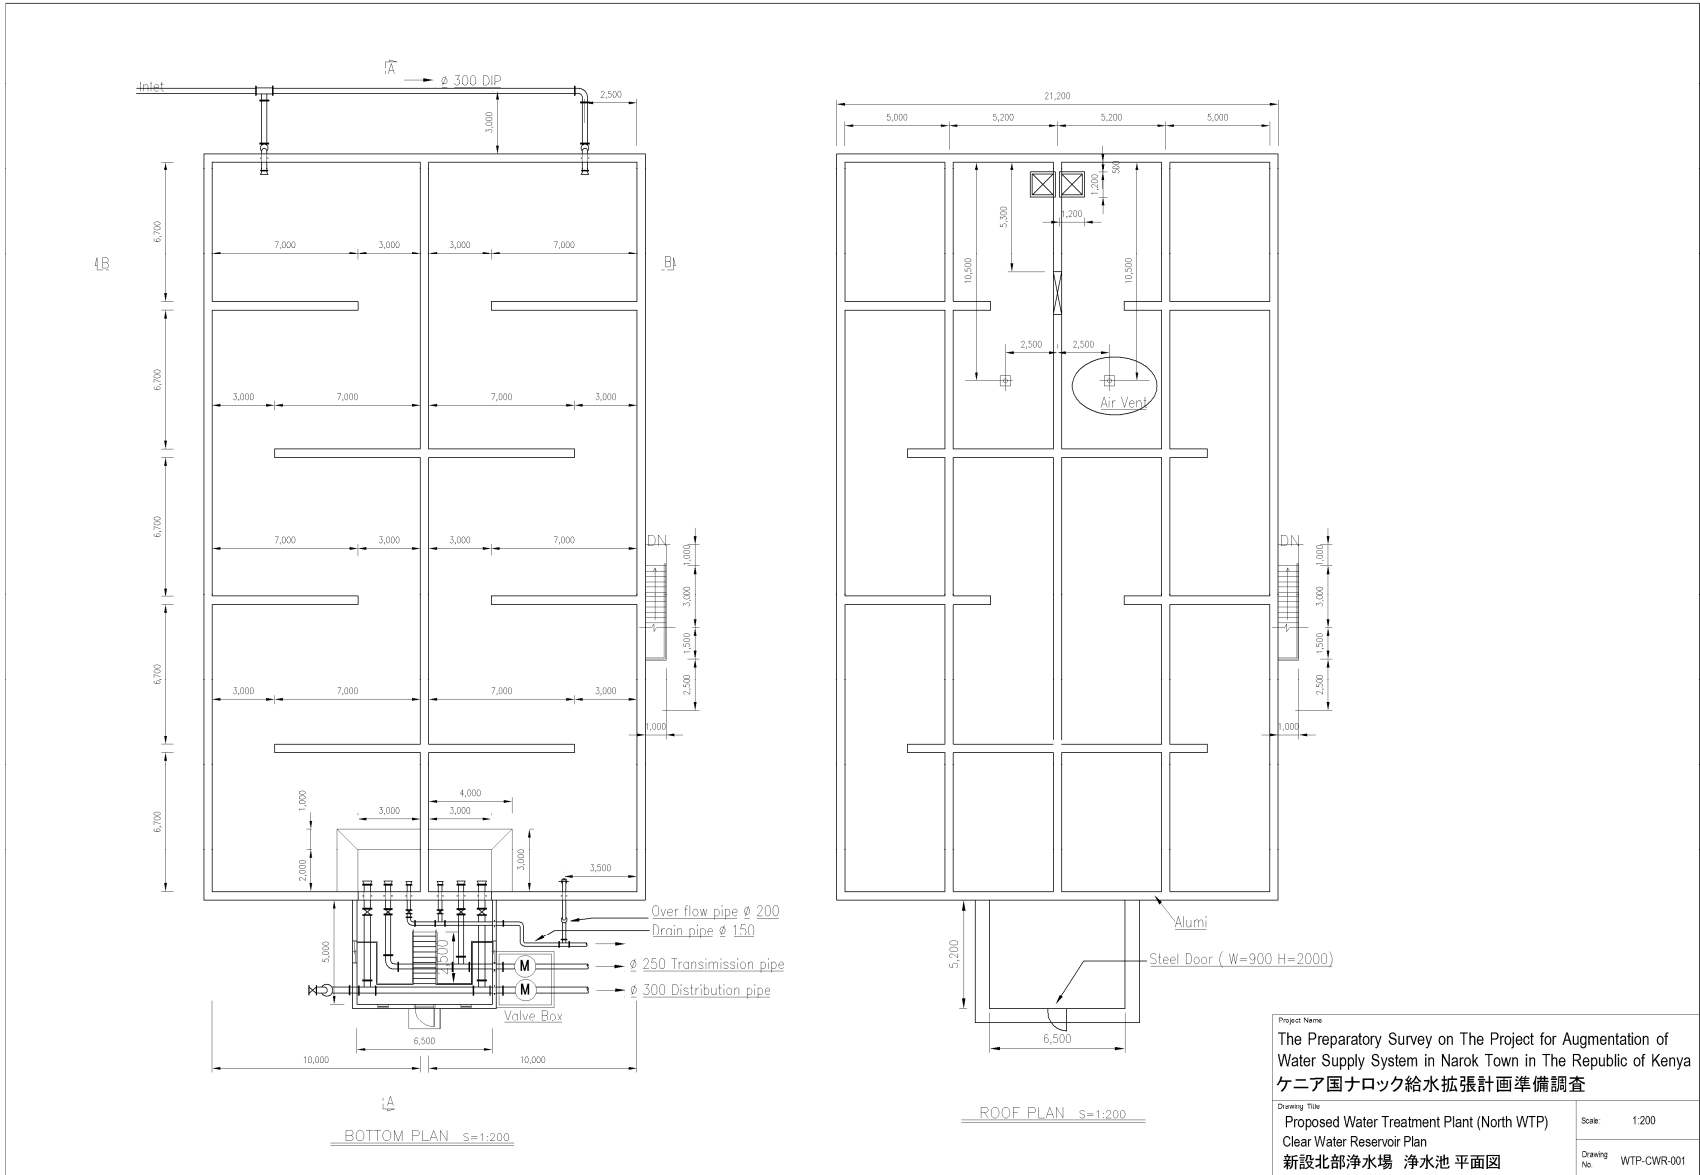 A
Inlet
ø 300 DIP
2,500
3,000
6,700
7,000
3,000
3,000
7,000
B
B
6,700
3,000
7,000
7,000
3,000
6,700
7,000
3,000
3,000
7,000
DN
1,000
3,000
1,500
2,500
1,000
6,700
3,000
7,000
7,000
3,000
6,700
1,000
2,000
4,000
3,000
3,000
3,000
3,500
Over flow pipe ø 200
Drain pipe ø 150
5,000
2,500
M
ø 250 Transimission pipe
M
ø 300 Distribution pipe
Valve Box
6,500
10,000
10,000
A
BOTTOM PLAN S=1:200
21,200
5,000
5,200
5,200
5,000
500
1,200
1,200
5,300
10,500
10,500
2,500
2,500
Air Vent
DN
1,000
3,000
1,500
2,500
1,000
Alumi
5,200
Steel Door ( W=900 H=2000)
6,500
ROOF PLAN S=1:200
Project Name
The Preparatory Survey on The Project for Augmentation of
Water Supply System in Narok Town in The Republic of Kenya
ケニア国ナロック給水拡張計画準備調査
Drawing Title
Proposed Water Treatment Plant (North WTP)
Clear Water Reservoir Plan
新設北部浄水場 浄水池 平面図
Scale: 1:200
Drawing No. WTP-CWR-001